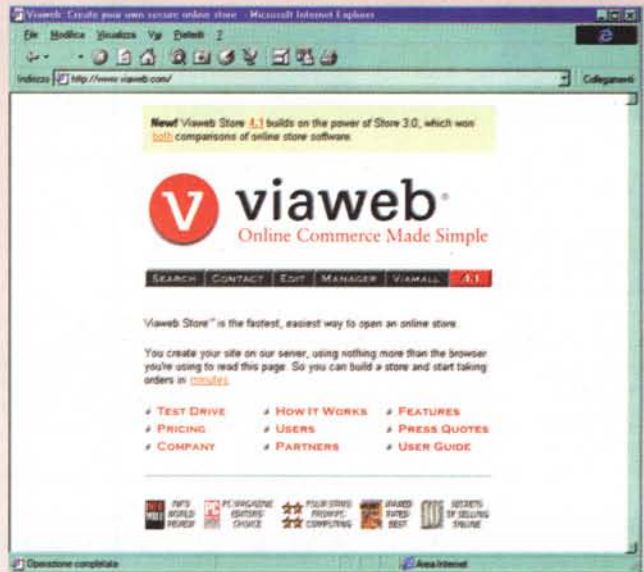 Viaweb: Create your own secure online store - Microsoft Internet Explorer
File Modifica Visualizza Vai Preferiti ?
Indirizzo http://www.viaweb.com/ Collegamenti
New! Viaweb Store 4.1 builds on the power of Store 3.0, which won
both comparisons of online store software.
V viaweb®
Online Commerce Made Simple
SEARCH CONTACT EDIT MANAGER VIAMALL 4.1
Viaweb Store™ is the fastest, easiest way to open an online store.
You create your site on our server, using nothing more than the browser
you're using to read this page. So you can build a store and start taking
orders in minutes.
TEST DRIVE HOW IT WORKS FEATURES
PRICING USERS PRESS QUOTES
COMPANY PARTNERS USER GUIDE
INFO WORLD REVIEW PC MAGAZINE EDITORS' CHOICE FOUR STARS COMPUTING RATED BEST SECRETS OF SELLING ONLINE
Operazione completata Area Internet